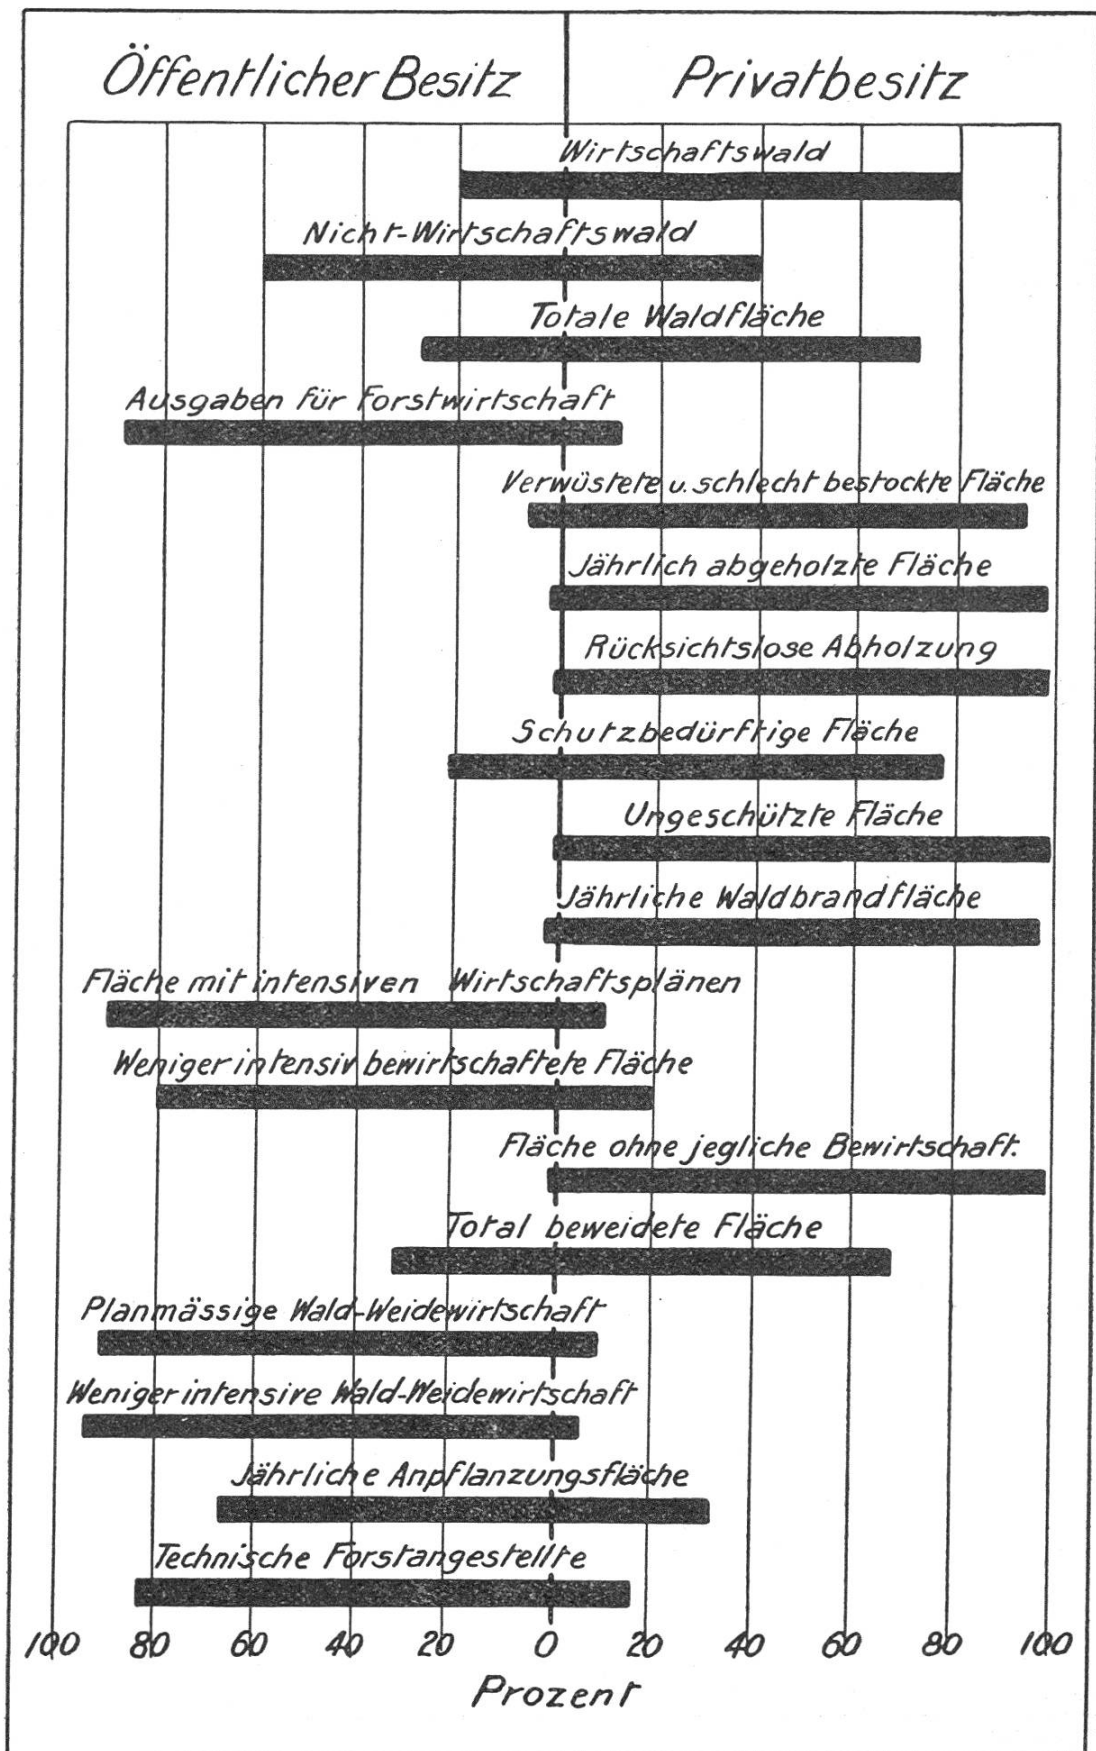 Öffentlicher Besitz
Privatbesitz
Wirtschaftswald
Nicht-Wirtschaftswald
Totale Waldfläche
Ausgaben für Forstwirtschaft
Verwüstete u. schlecht bestockte Fläche
Jährlich abgeholzte Fläche
Rücksichtslose Abholzung
Schutzbedürftige Fläche
Ungeschützte Fläche
Jährliche Waldbrandfläche
Fläche mit intensiven Wirtschaftsplänen
Weniger intensiv bewirtschaftete Fläche
Fläche ohne jegliche Bewirtschaft.
Total beweidete Fläche
Planmässige Wald-Weidewirtschaft
Weniger intensive Wald-Weidewirtschaft
Jährliche Anpflanzungsfläche
Technische Forstangestellte
100 80 60 40 20 0 20 40 60 80 100
Prozent